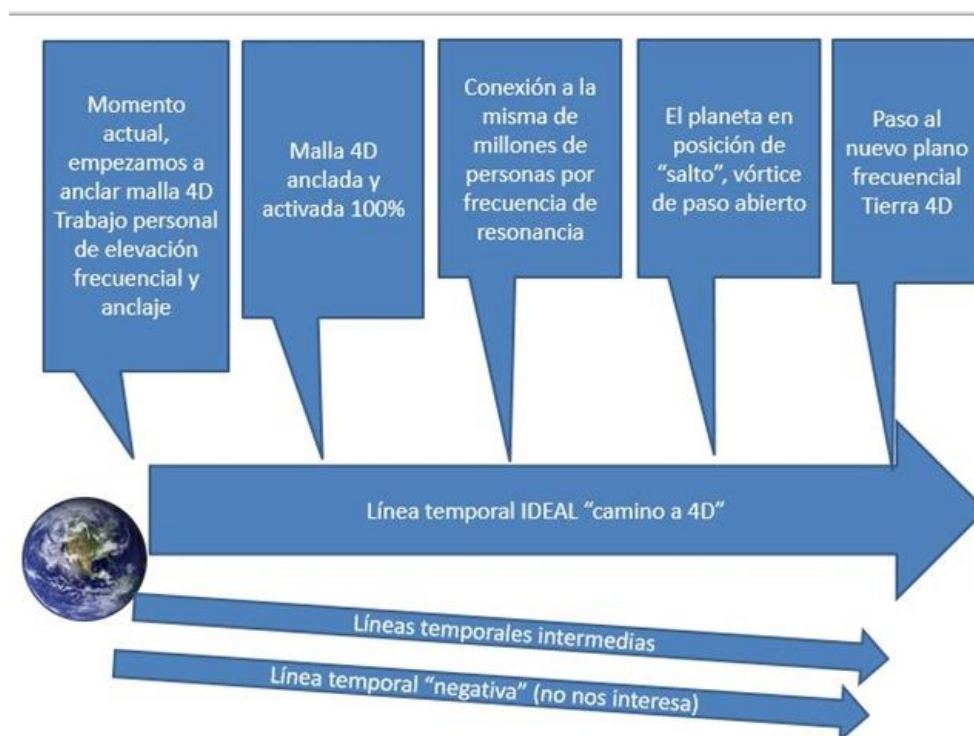 Momento
actual,
empezamos a
anclar malla 4D
Trabajo personal
de elevación
frecuencial y
anclaje
Malla 4D
anclada y
activada 100%
Conexión a la
misma de
millones de
personas por
frecuencia de
resonancia
El planeta en
posición de
“salto”, vórtice
de paso abierto
Paso al
nuevo plano
frecuencial
Tierra 4D
Línea temporal IDEAL “camino a 4D”
Líneas temporales intermedias
Línea temporal “negativa” (no nos interesa)